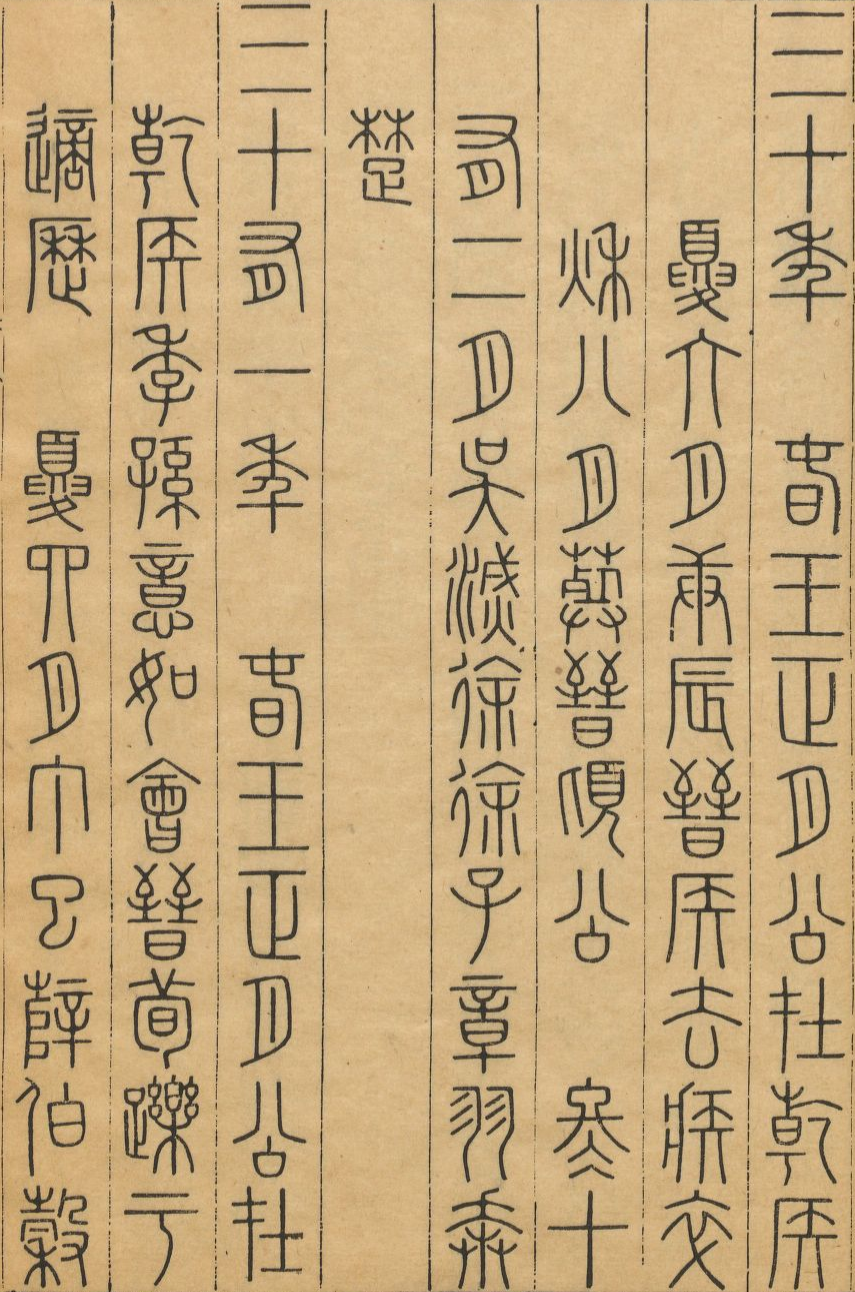 三十年　春王正月公在乾侯
夏六月庚辰晉侯去疾卒
秋八月葬晉頃公　冬十
有二月吳滅徐徐子章羽奔
楚
三十有一年　春王正月公在
乾侯季孫意如會晉荀躒于
適歷　夏四月丁巳薛伯穀